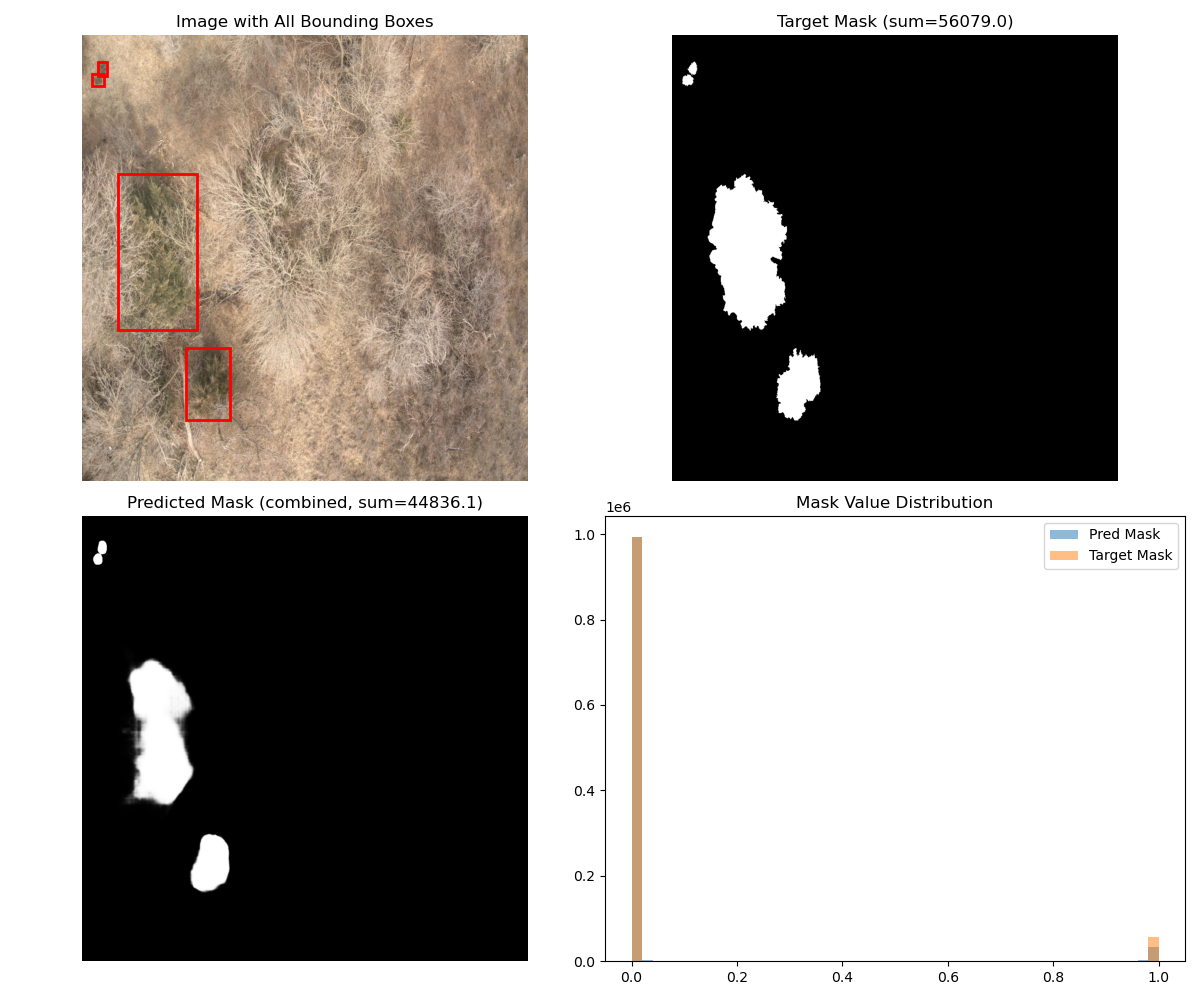 Image with All Bounding Boxes
Target Mask (sum=56079.0)
Predicted Mask (combined, sum=44836.1)
Mask Value Distribution
1e6
Pred Mask
Target Mask
1.0
0.8
0.6
0.4
0.2
0.0
0.0 0.2 0.4 0.6 0.8 1.0